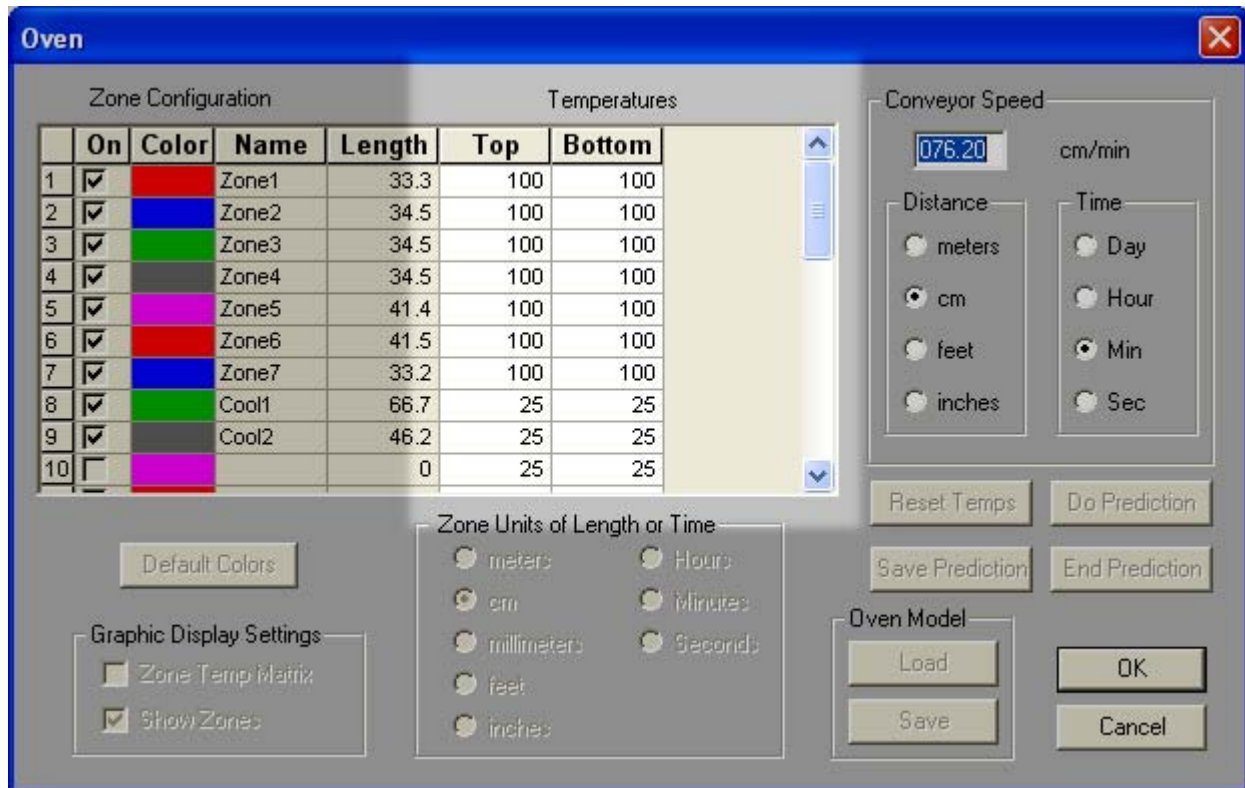 Oven
Zone Configuration
Temperatures
On Color Name Length Top Bottom
1 Zone1 33.3 100 100
2 Zone2 34.5 100 100
3 Zone3 34.5 100 100
4 Zone4 34.5 100 100
5 Zone5 41.4 100 100
6 Zone6 41.5 100 100
7 Zone7 33.2 100 100
8 Cool1 66.7 25 25
9 Cool2 46.2 25 25
10 0 25 25
Conveyor Speed
076.20 cm/min
Distance
meters
cm
feet
inches
Time
Day
Hour
Min
Sec
Reset Temps
Do Prediction
Save Prediction
End Prediction
Default Colors
Graphic Display Settings
Zone Temp Matrix
Show Zones
Zone Units of Length or Time
meters
cm
millimeters
feet
inches
Hours
Minutes
Seconds
Oven Model
Load
Save
OK
Cancel